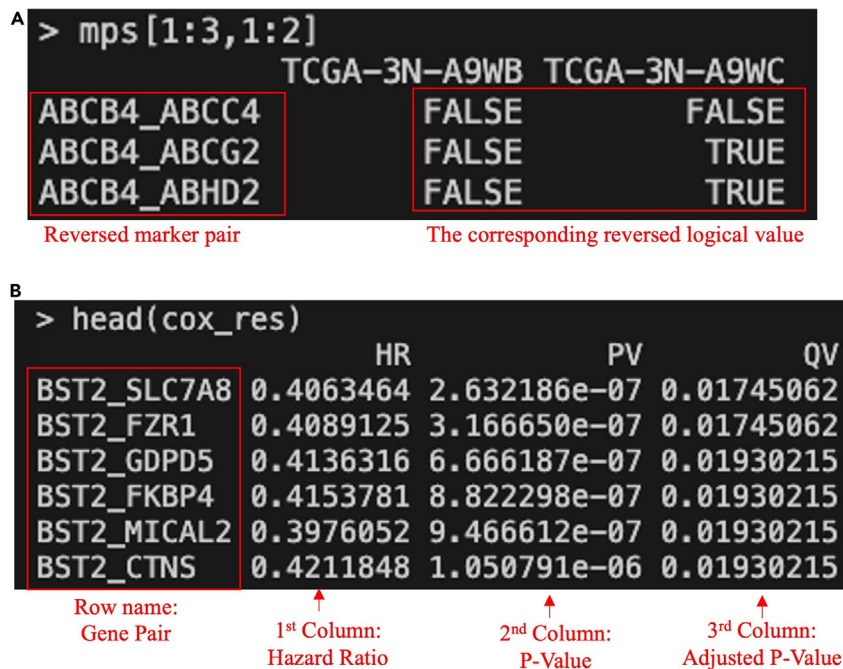 A
> mps[1:3,1:2]
TCGA-3N-A9WB TCGA-3N-A9WC
ABCB4_ABCC4 FALSE FALSE
ABCB4_ABCG2 FALSE TRUE
ABCB4_ABHD2 FALSE TRUE
Reversed marker pair The corresponding reversed logical value
B
> head(cox_res)
HR PV QV
BST2_SLC7A8 0.4063464 2.632186e-07 0.01745062
BST2_FZR1 0.4089125 3.166650e-07 0.01745062
BST2_GDPD5 0.4136316 6.666187e-07 0.01930215
BST2_FKBP4 0.4153781 8.822298e-07 0.01930215
BST2_MICAL2 0.3976052 9.466612e-07 0.01930215
BST2_CTNS 0.4211848 1.050791e-06 0.01930215
Row name:
Gene Pair
1st Column:
Hazard Ratio
2nd Column:
P-Value
3rd Column:
Adjusted P-Value